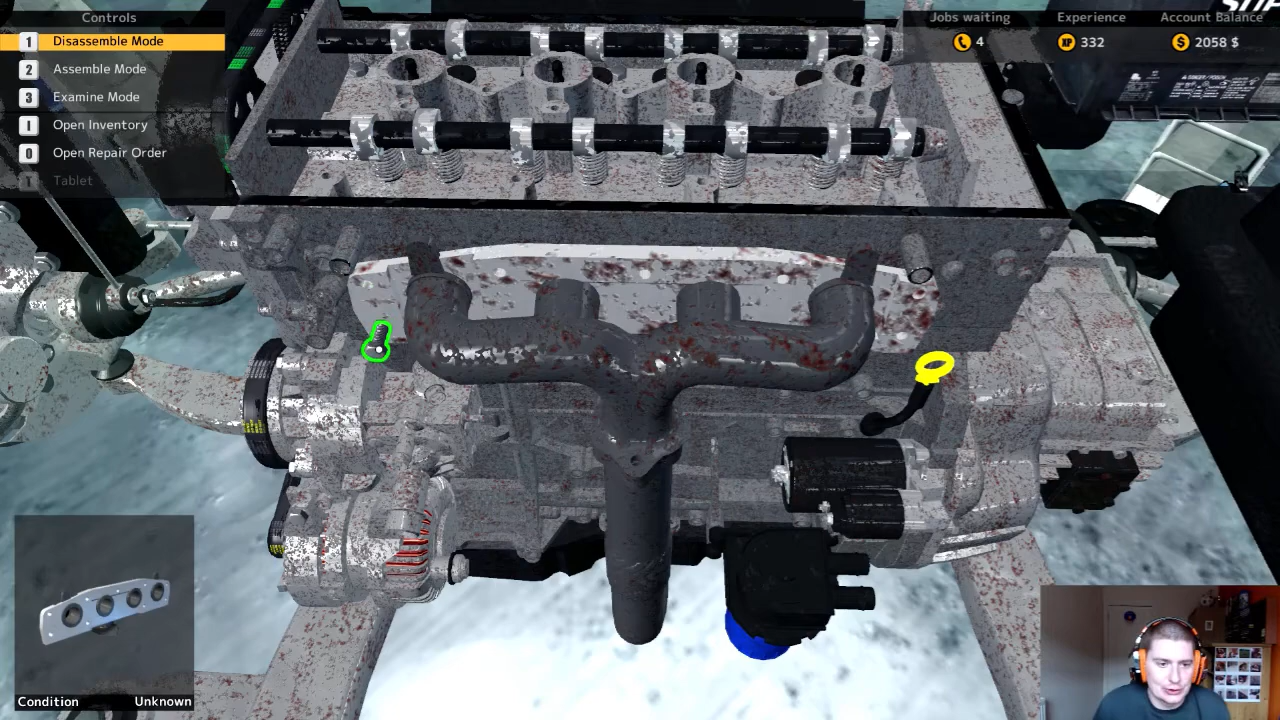 Controls
1 Disassemble Mode
2 Assemble Mode
3 Examine Mode
I Open Inventory
O Open Repair Order
T Tablet
Jobs waiting Experience Account Balance
4 XP 332 $ 2058 $
Condition Unknown